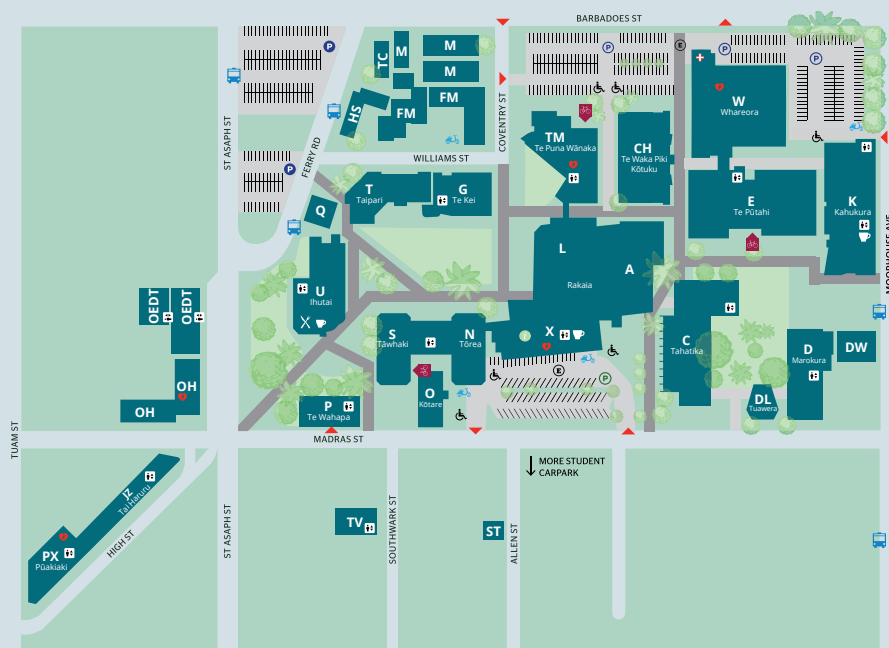 BARBADOES ST
P
P
E
P
P
TC
M
M
M
W
Whareora
HS
FM
FM
COVENTRY ST
ST ASAPH ST
FERRY RD
P
WILLIAMS ST
TM
Te Puna Wānaka
CH
Te Waka Piki
Kōtuku
T
Taipari
G
Te Kei
E
Te Pūtahi
K
Kahukura
Q
MOORHOUSE AVE
L
A
Rakaia
U
Ihutai
OEDT
OEDT
S
Tāwhaki
N
Tōrea
X
i
C
Tahatika
D
Marokura
DW
E
P
OH
OH
O
Kōtare
P
Te Wahapa
DL
Tuawera
TUAM ST
MADRAS ST
MORE STUDENT
CARPARK
JZ
Tai Haruru
TV
SOUTHWARK ST
ST
ALLEN ST
ST ASAPH ST
HIGH ST
PX
Pūakiaki